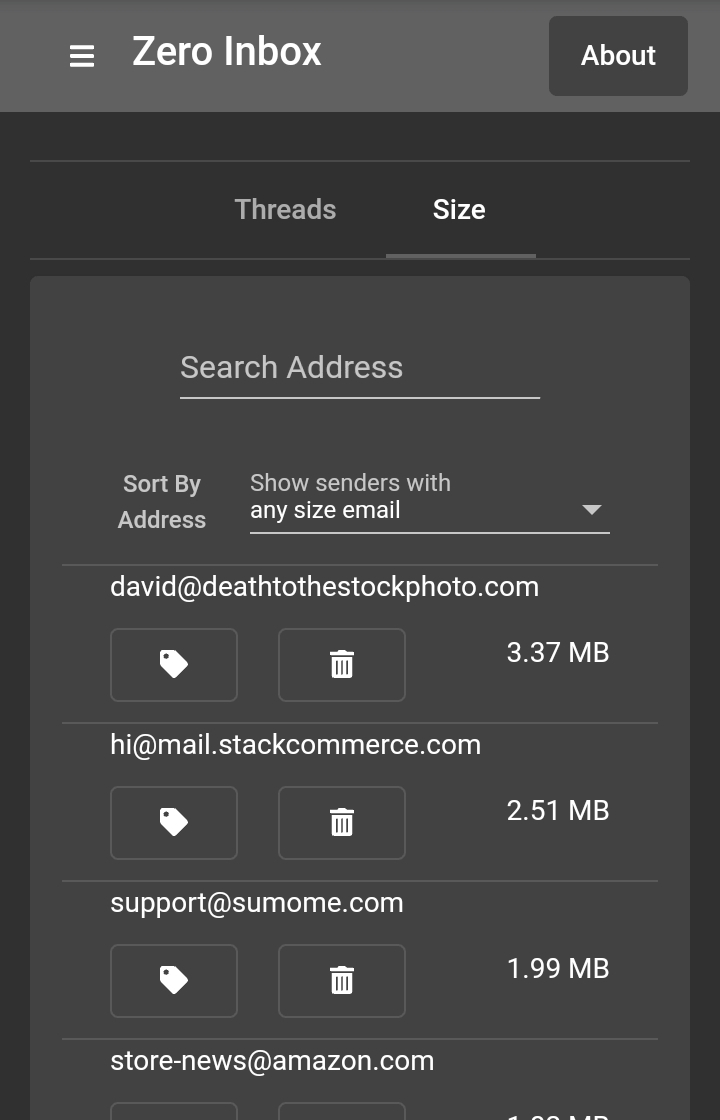 Zero Inbox
About
Threads
Size
Search Address
Sort By
Address
Show senders with
any size email
david@deathtothestockphoto.com
3.37 MB
hi@mail.stackcommerce.com
2.51 MB
support@sumome.com
1.99 MB
store-news@amazon.com